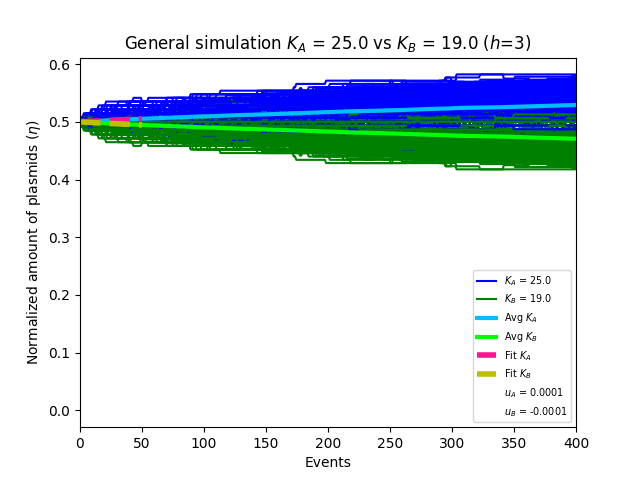 General simulation K_A = 25.0 vs K_B = 19.0 (h=3)
Normalized amount of plasmids (η)
0.6
0.5
0.4
0.3
0.2
0.1
0.0
K_A = 25.0
K_B = 19.0
Avg K_A
Avg K_B
Fit K_A
Fit K_B
u_A = 0.0001
u_B = -0.0001
0 50 100 150 200 250 300 350 400
Events